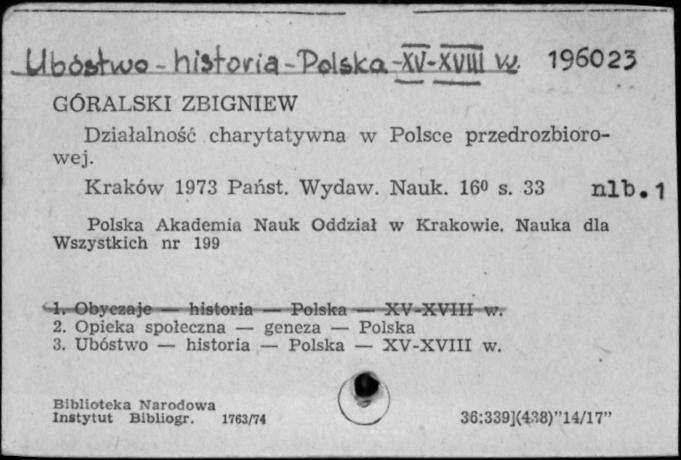 Ubóstwo - historia - Polska - XV-XVIII w. 196023
GÓRALSKI ZBIGNIEW
Działalność charytatywna w Polsce przedrozbioro-
wej.
Kraków 1973 Państ. Wydaw. Nauk. 16⁰ s. 33 nlb. 1
Polska Akademia Nauk Oddział w Krakowie. Nauka dla
Wszystkich nr 199
1. Obyczaje — historia — Polska — XV-XVIII w.
2. Opieka społeczna — geneza — Polska
3. Ubóstwo — historia — Polska — XV-XVIII w.
Biblioteka Narodowa
Instytut Bibliogr. 1763/74 36:339](438)"14/17"